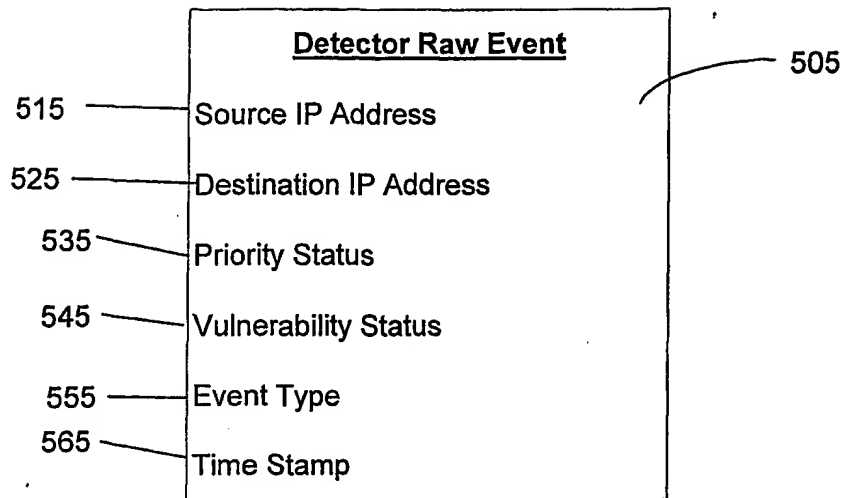 Detector Raw Event
505
515 Source IP Address
525 Destination IP Address
535 Priority Status
545 Vulnerability Status
555 Event Type
565 Time Stamp